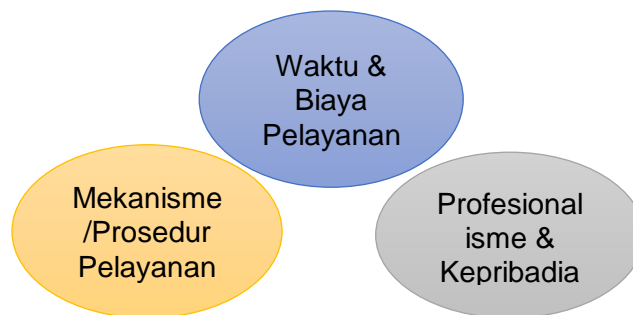 Waktu &
Biaya
Pelayanan
Mekanisme
/Prosedur
Pelayanan
Profesional
isme &
Kepribadia